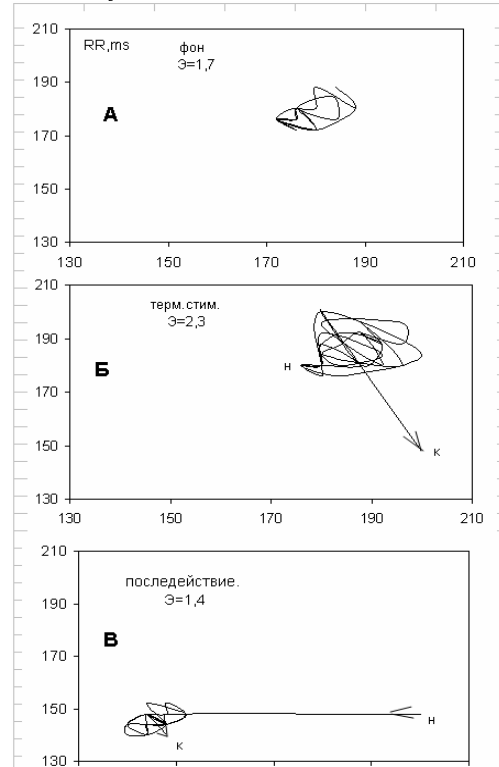 210
RR,ms
фон
Э=1,7
190
А
170
150
130
130 150 170 190 210
210
терм.стим.
Э=2,3
190
Б
н
170
150
к
130
130 150 170 190 210
210
последействие.
Э=1,4
190
170
В
150
н
к
130